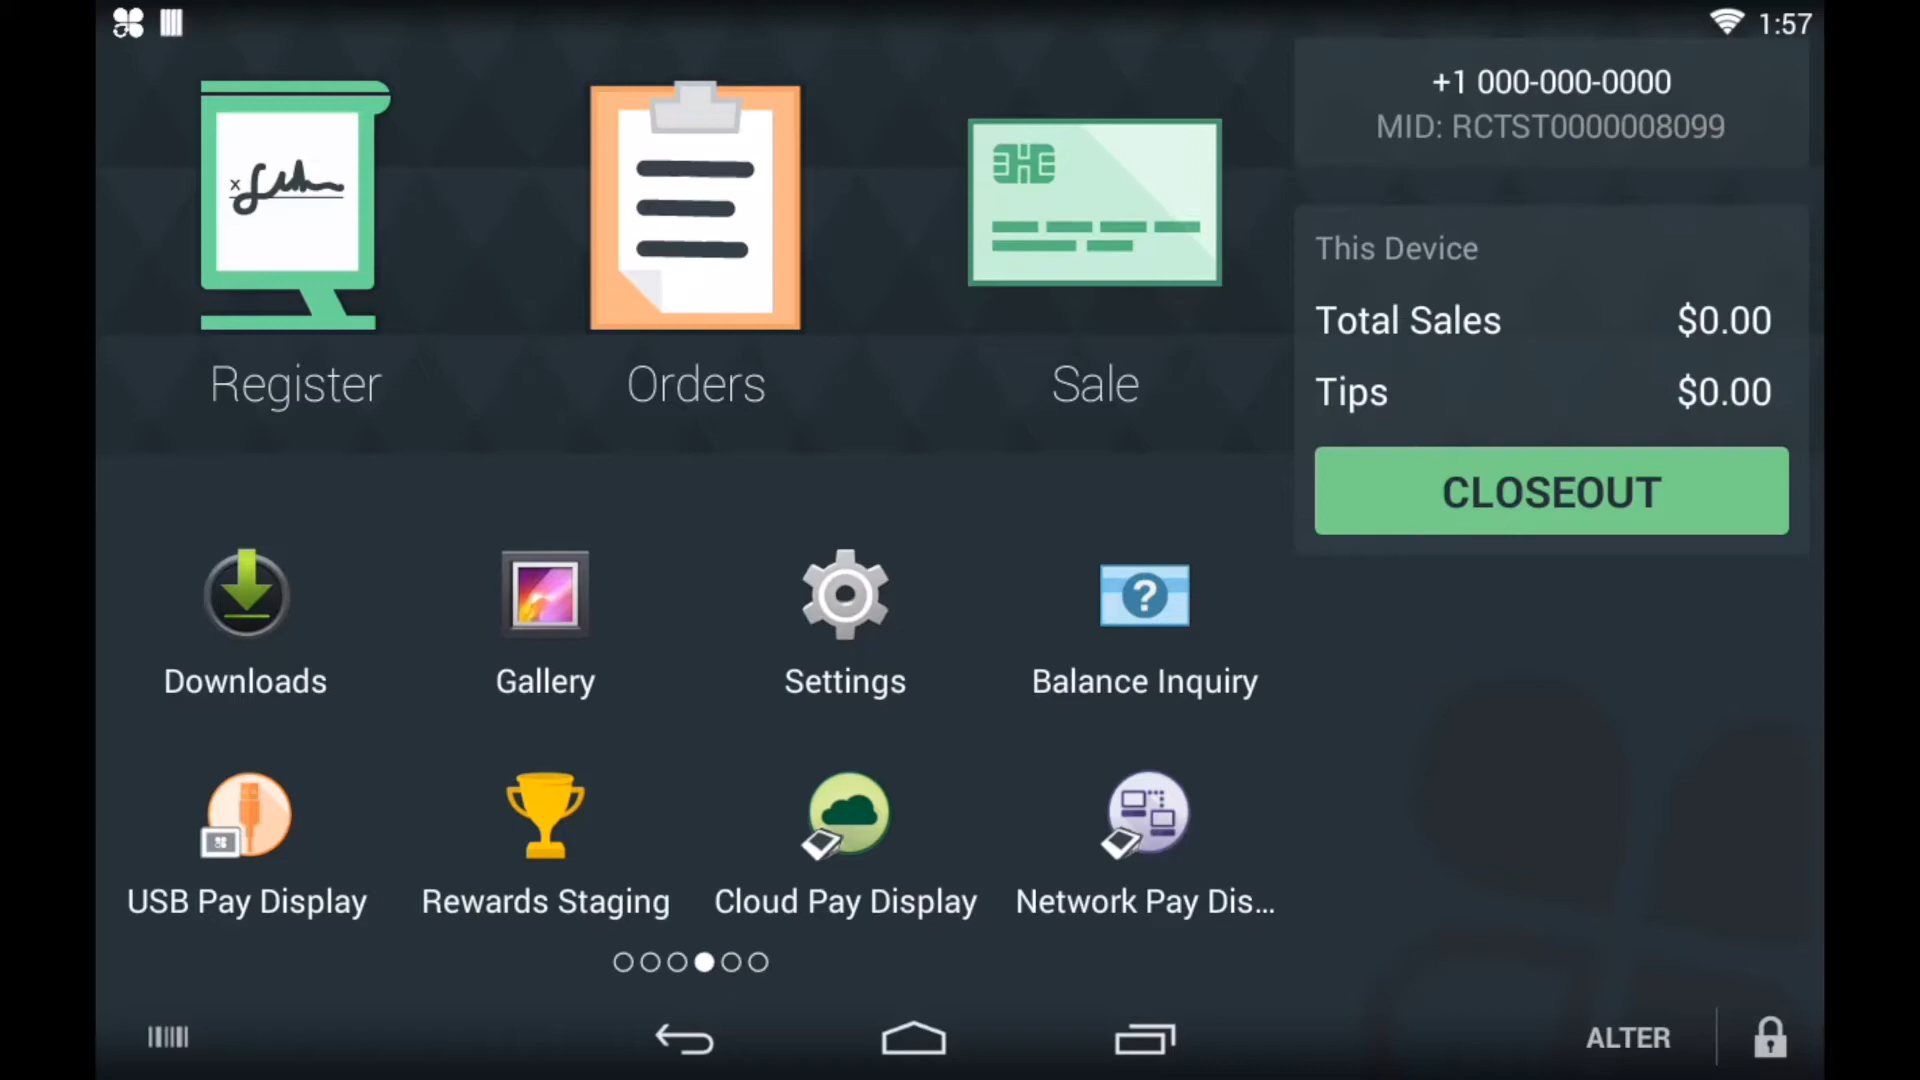 1:57
+1 000-000-0000
MID: RCTST0000008099
Register
Orders
Sale
This Device
Total Sales $0.00
Tips $0.00
CLOSEOUT
Downloads
Gallery
Settings
Balance Inquiry
USB Pay Display
Rewards Staging
Cloud Pay Display
Network Pay Dis...
ALTER